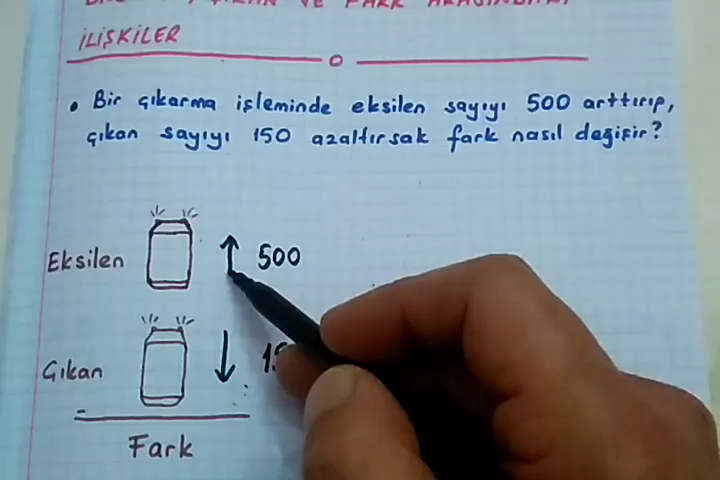 İLİŞKİLER
• Bir çıkarma işleminde eksilen sayıyı 500 arttırıp,
çıkan sayıyı 150 azaltırsak fark nasıl değişir?
Eksilen ↑ 500
Çıkan ↓
Fark